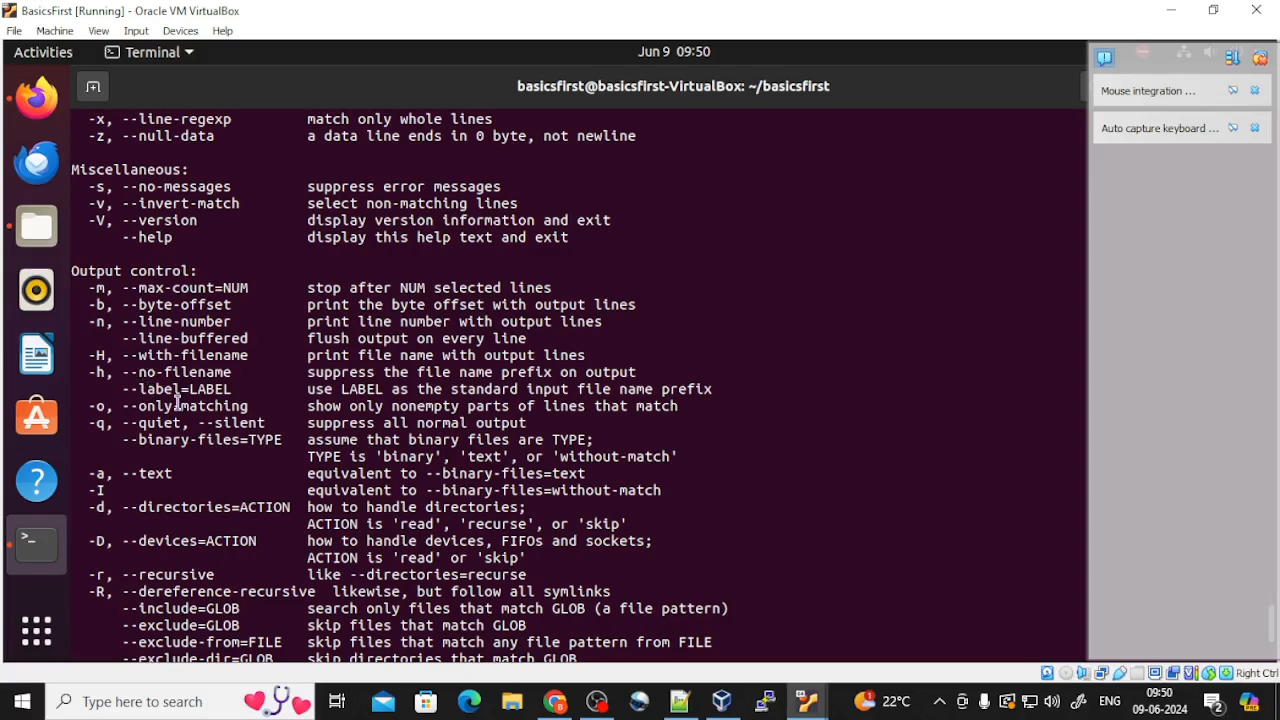 BasicsFirst [Running] - Oracle VM VirtualBox
File Machine View Input Devices Help
Activities Terminal Jun 9 09:50
basicsfirst@basicsfirst-VirtualBox: ~/basicsfirst
Mouse integration ...
Auto capture keyboard ...
-x, --line-regexp match only whole lines
-z, --null-data a data line ends in 0 byte, not newline
Miscellaneous:
-s, --no-messages suppress error messages
-v, --invert-match select non-matching lines
-V, --version display version information and exit
--help display this help text and exit
Output control:
-m, --max-count=NUM stop after NUM selected lines
-b, --byte-offset print the byte offset with output lines
-n, --line-number print line number with output lines
--line-buffered flush output on every line
-H, --with-filename print file name with output lines
-h, --no-filename suppress the file name prefix on output
--label=LABEL use LABEL as the standard input file name prefix
-o, --only-matching show only nonempty parts of lines that match
-q, --quiet, --silent suppress all normal output
--binary-files=TYPE assume that binary files are TYPE;
TYPE is 'binary', 'text', or 'without-match'
-a, --text equivalent to --binary-files=text
-I equivalent to --binary-files=without-match
-d, --directories=ACTION how to handle directories;
ACTION is 'read', 'recurse', or 'skip'
-D, --devices=ACTION how to handle devices, FIFOs and sockets;
ACTION is 'read' or 'skip'
-r, --recursive like --directories=recurse
-R, --dereference-recursive likewise, but follow all symlinks
--include=GLOB search only files that match GLOB (a file pattern)
--exclude=GLOB skip files that match GLOB
--exclude-from=FILE skip files that match any file pattern from FILE
--exclude-dir=GLOB skip directories that match GLOB
Right Ctrl
Type here to search
22°C
ENG
09:50
09-06-2024